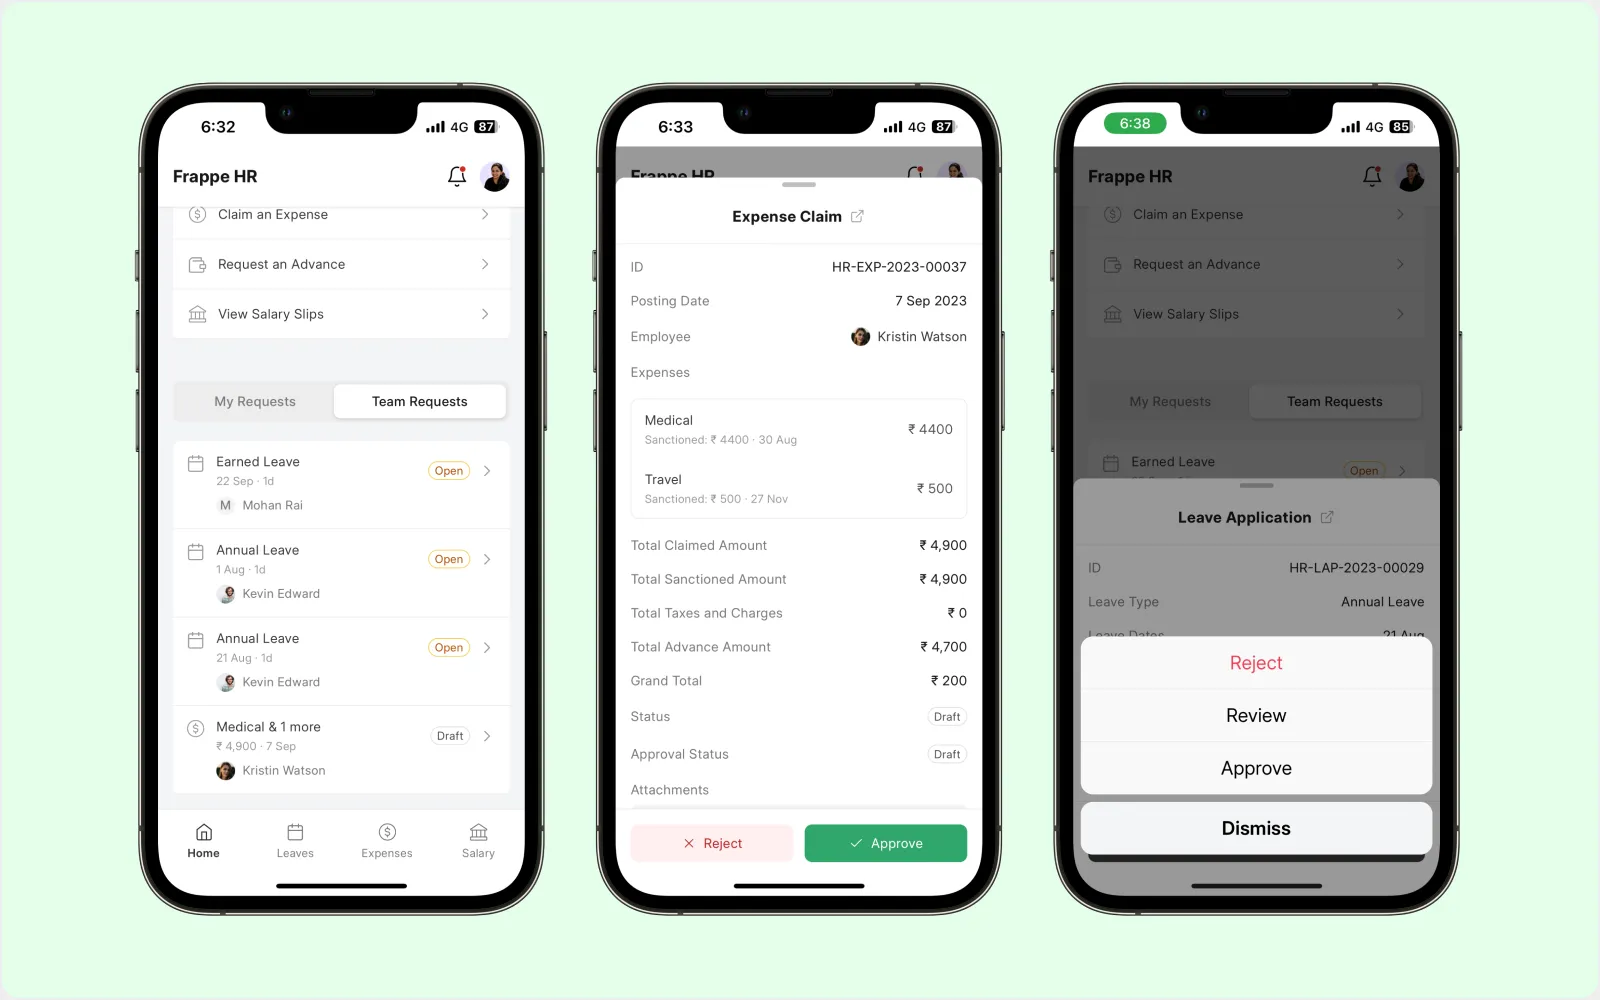 6:32
4G 87
Frappe HR
Claim an Expense
Request an Advance
View Salary Slips
My Requests
Team Requests
Earned Leave
22 Sep · 1d
Open
M Mohan Rai
Annual Leave
1 Aug · 1d
Open
Kevin Edward
Annual Leave
21 Aug · 1d
Open
Kevin Edward
Medical & 1 more
₹ 4,900 · 7 Sep
Draft
Kristin Watson
Home
Leaves
Expenses
Salary
6:33
4G 87
Frappe HR
Expense Claim
ID HR-EXP-2023-00037
Posting Date 7 Sep 2023
Employee Kristin Watson
Expenses
Medical
Sanctioned: ₹ 4400 · 30 Aug
₹ 4400
Travel
Sanctioned: ₹ 500 · 27 Nov
₹ 500
Total Claimed Amount ₹ 4,900
Total Sanctioned Amount ₹ 4,900
Total Taxes and Charges ₹ 0
Total Advance Amount ₹ 4,700
Grand Total ₹ 200
Status Draft
Approval Status Draft
Attachments
Reject
Approve
6:38
4G 85
Frappe HR
Claim an Expense
Request an Advance
View Salary Slips
My Requests
Team Requests
Earned Leave
Open
Leave Application
ID HR-LAP-2023-00029
Leave Type Annual Leave
Leave Dates 21 Aug
Reject
Review
Approve
Dismiss